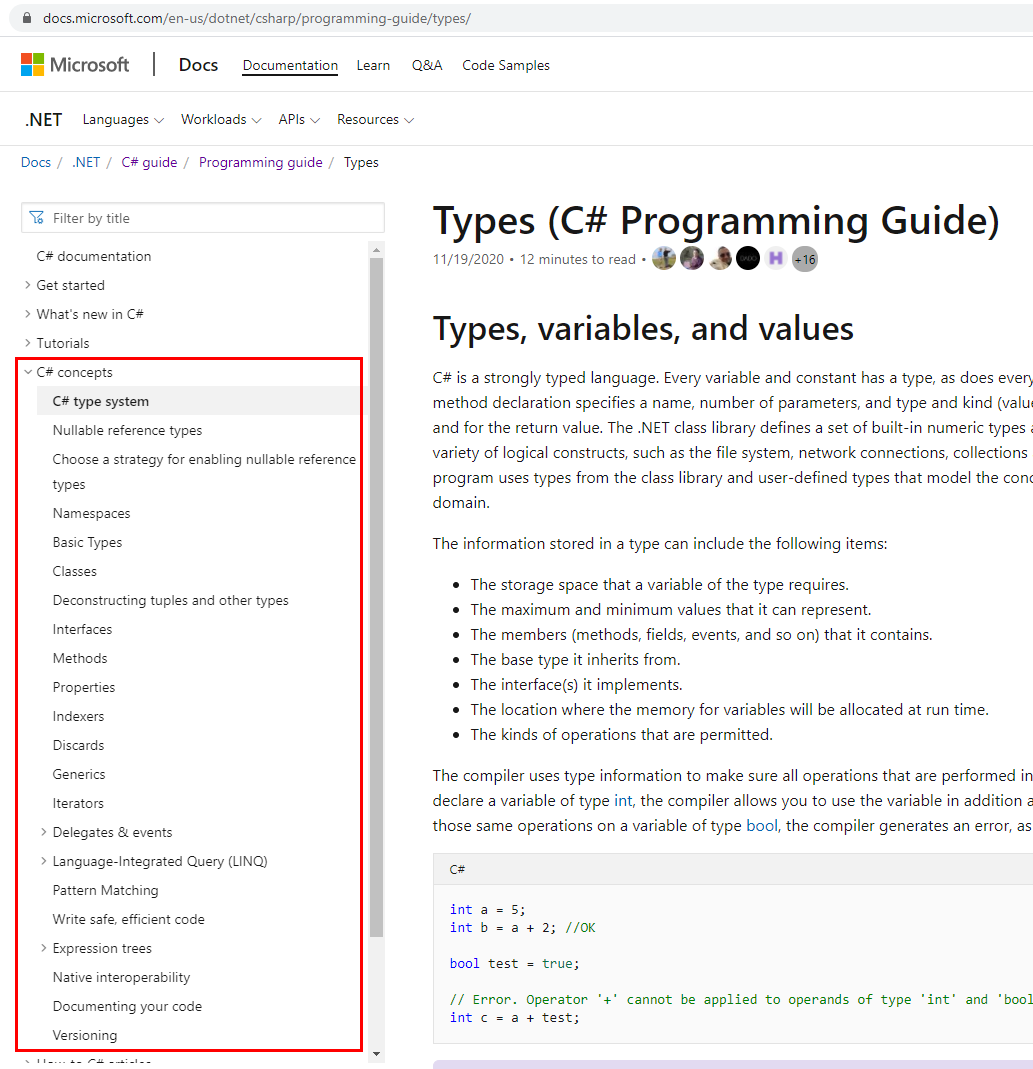 docs.microsoft.com/en-us/dotnet/csharp/programming-guide/types/
Microsoft Docs Documentation Learn Q&A Code Samples
.NET Languages Workloads APIs Resources
Docs / .NET / C# guide / Programming guide / Types
Filter by title
C# documentation
Get started
What's new in C#
Tutorials
C# concepts
C# type system
Nullable reference types
Choose a strategy for enabling nullable reference
types
Namespaces
Basic Types
Classes
Deconstructing tuples and other types
Interfaces
Methods
Properties
Indexers
Discards
Generics
Iterators
Delegates & events
Language-Integrated Query (LINQ)
Pattern Matching
Write safe, efficient code
Expression trees
Native interoperability
Documenting your code
Versioning
How-to C# articles
Types (C# Programming Guide)
11/19/2020 • 12 minutes to read • +16
Types, variables, and values
C# is a strongly typed language. Every variable and constant has a type, as does every
method declaration specifies a name, number of parameters, and type and kind (value
and for the return value. The .NET class library defines a set of built-in numeric types
variety of logical constructs, such as the file system, network connections, collections
program uses types from the class library and user-defined types that model the
domain.
The information stored in a type can include the following items:
• The storage space that a variable of the type requires.
• The maximum and minimum values that it can represent.
• The members (methods, fields, events, and so on) that it contains.
• The base type it inherits from.
• The interface(s) it implements.
• The location where the memory for variables will be allocated at run time.
• The kinds of operations that are permitted.
The compiler uses type information to make sure all operations that are performed in
declare a variable of type int, the compiler allows you to use the variable in addition
those same operations on a variable of type bool, the compiler generates an error, as
C#
int a = 5;
int b = a + 2; //OK
bool test = true;
// Error. Operator '+' cannot be applied to operands of type 'int' and 'bool
int c = a + test;